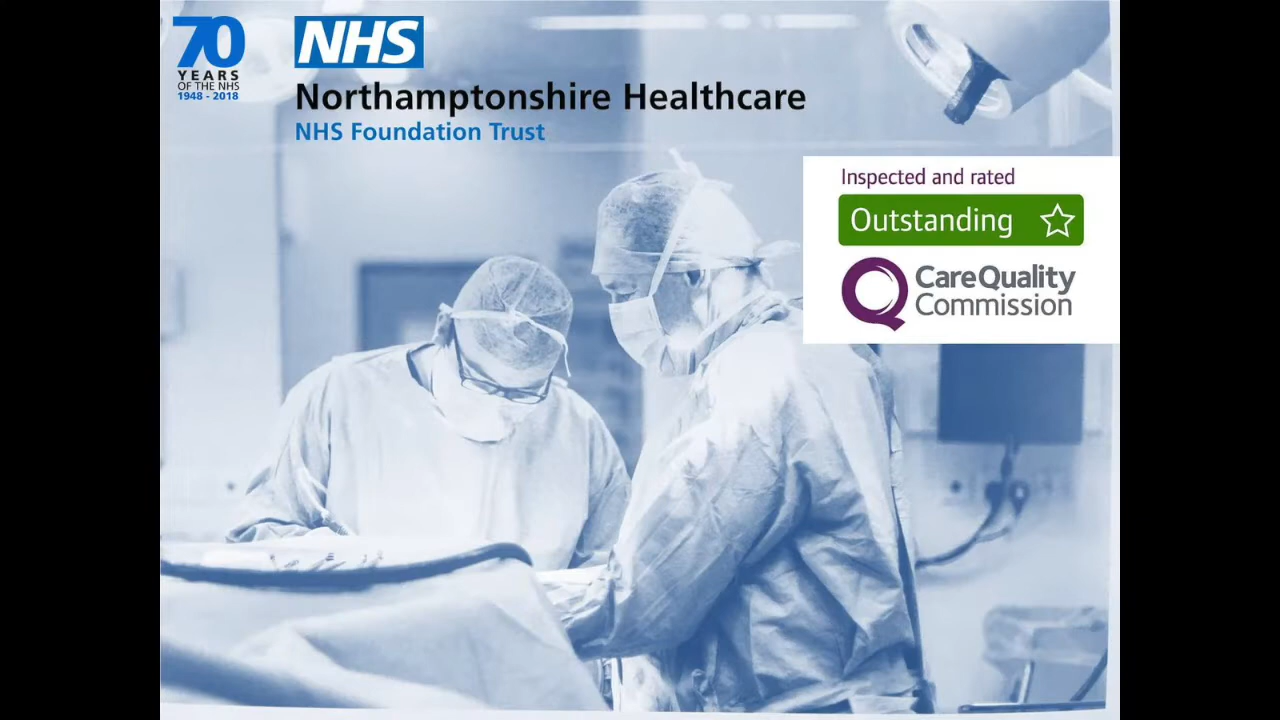 70
YEARS
OF THE NHS
1948 - 2018
NHS
Northamptonshire Healthcare
NHS Foundation Trust
Inspected and rated
Outstanding
CareQuality
Commission